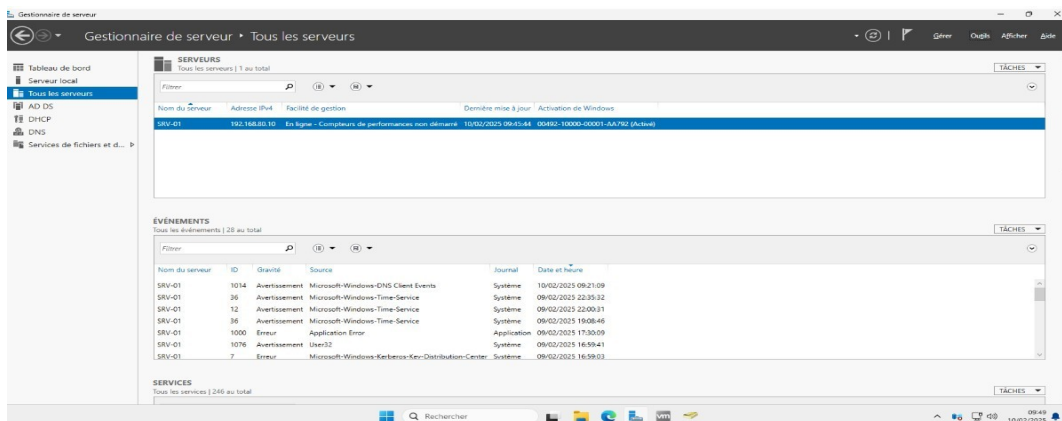 Gestionnaire de serveur
Gestionnaire de serveur • Tous les serveurs
Gérer Outils Afficher Aide
Tableau de bord
Serveur local
Tous les serveurs
AD DS
DHCP
DNS
Services de fichiers et d...
SERVEURS
Tous les serveurs | 1 au total
TÂCHES
Filtrer
Nom du serveur Adresse IPv4 Facilité de gestion Dernière mise à jour Activation de Windows
SRV-01 192.168.80.10 En ligne - Compteurs de performances non démarré 10/02/2025 09:45:44 00492-10000-00001-AA792 (Activé)
ÉVÉNEMENTS
Tous les événements | 28 au total
TÂCHES
Filtrer
Nom du serveur ID Gravité Source Journal Date et heure
SRV-01 1014 Avertissement Microsoft-Windows-DNS Client Events Système 10/02/2025 09:21:09
SRV-01 36 Avertissement Microsoft-Windows-Time-Service Système 09/02/2025 22:35:32
SRV-01 12 Avertissement Microsoft-Windows-Time-Service Système 09/02/2025 22:00:31
SRV-01 36 Avertissement Microsoft-Windows-Time-Service Système 09/02/2025 19:08:46
SRV-01 1000 Erreur Application Error Application 09/02/2025 17:30:09
SRV-01 1076 Avertissement User32 Système 09/02/2025 16:59:41
SRV-01 7 Erreur Microsoft-Windows-Kerberos-Key-Distribution-Center Système 09/02/2025 16:59:03
SERVICES
Tous les services | 246 au total
TÂCHES
Rechercher
vm
09:49
10/02/2025